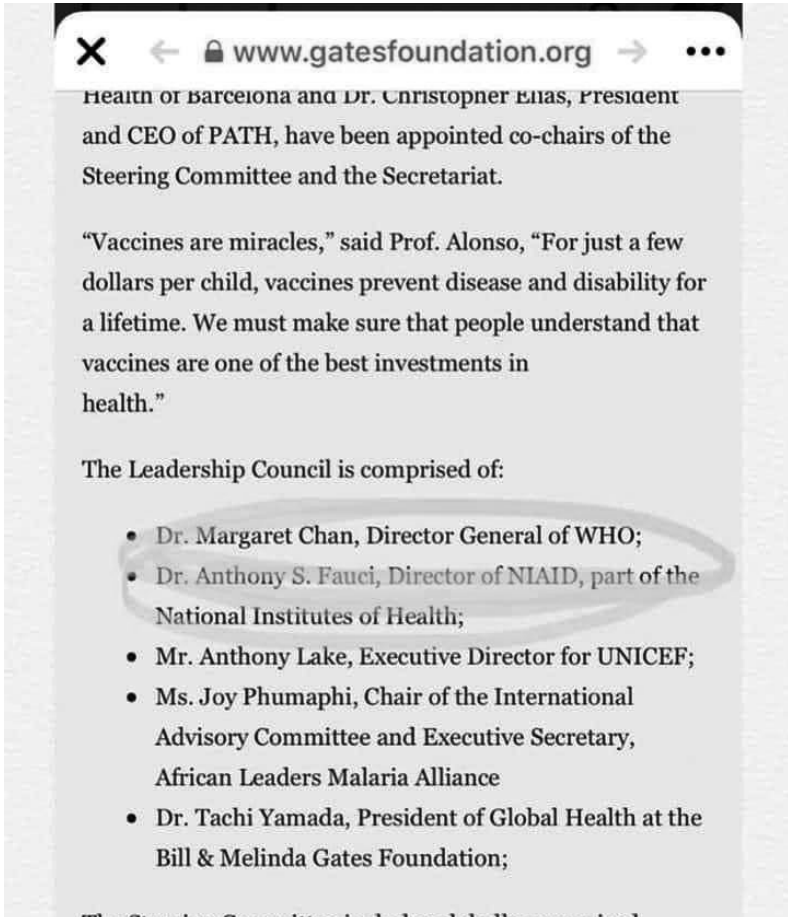 www.gatesfoundation.org
Health of Barcelona and Dr. Christopher Elias, President
and CEO of PATH, have been appointed co-chairs of the
Steering Committee and the Secretariat.
“Vaccines are miracles,” said Prof. Alonso, “For just a few
dollars per child, vaccines prevent disease and disability for
a lifetime. We must make sure that people understand that
vaccines are one of the best investments in
health.”
The Leadership Council is comprised of:
• Dr. Margaret Chan, Director General of WHO;
• Dr. Anthony S. Fauci, Director of NIAID, part of the
National Institutes of Health;
• Mr. Anthony Lake, Executive Director for UNICEF;
• Ms. Joy Phumaphi, Chair of the International
Advisory Committee and Executive Secretary,
African Leaders Malaria Alliance
• Dr. Tachi Yamada, President of Global Health at the
Bill & Melinda Gates Foundation;